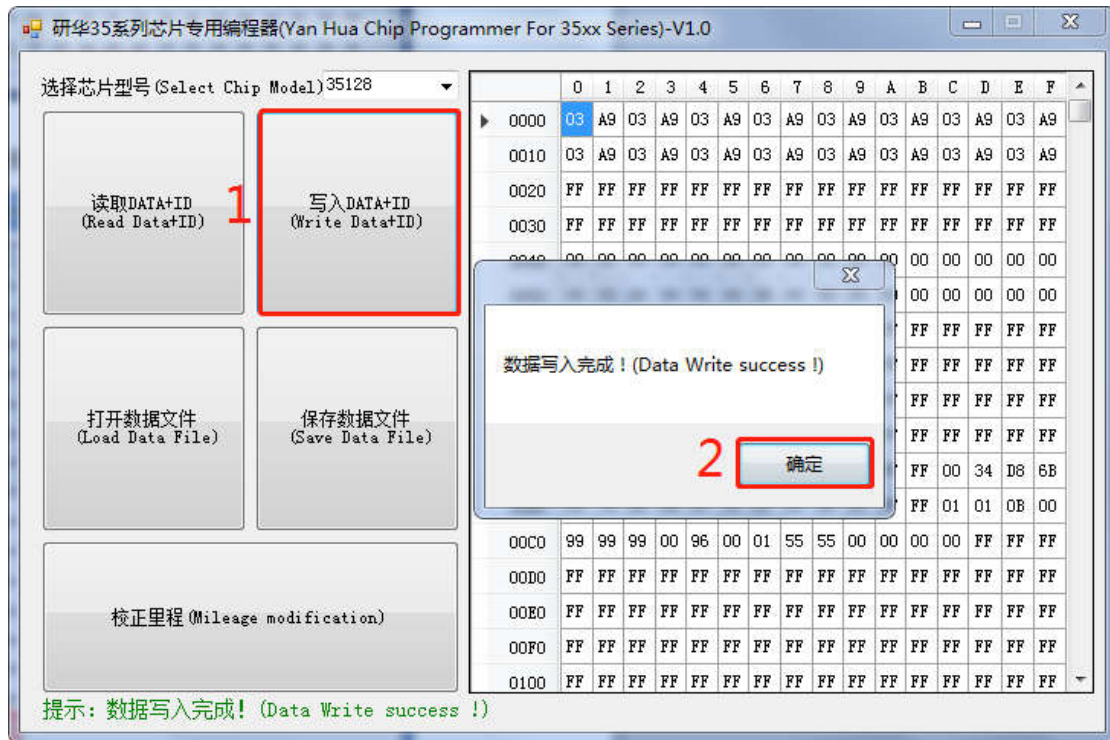 研华35系列芯片专用编程器(Yan Hua Chip Programmer For 35xx Series)-V1.0
选择芯片型号(Select Chip Model) 35128
读取DATA+ID
(Read Data+ID)
1
写入DATA+ID
(Write Data+ID)
打开数据文件
(Load Data File)
保存数据文件
(Save Data File)
校正里程(Mileage modification)
0 1 2 3 4 5 6 7 8 9 A B C D E F
0000 03 A9 03 A9 03 A9 03 A9 03 A9 03 A9 03 A9 03 A9
0010 03 A9 03 A9 03 A9 03 A9 03 A9 03 A9 03 A9 03 A9
0020 FF FF FF FF FF FF FF FF FF FF FF FF FF FF FF FF
0030 FF FF FF FF FF FF FF FF FF FF FF FF FF FF FF FF
00 00 00 00 00
00 00 00 00 00
FF FF FF FF FF
FF FF FF FF FF
FF FF FF FF FF
FF FF FF FF FF
FF 00 34 D8 6B
FF 01 01 0B 00
00C0 99 99 99 00 96 00 01 55 55 00 00 00 00 FF FF FF
00D0 FF FF FF FF FF FF FF FF FF FF FF FF FF FF FF FF
00E0 FF FF FF FF FF FF FF FF FF FF FF FF FF FF FF FF
00F0 FF FF FF FF FF FF FF FF FF FF FF FF FF FF FF FF
0100 FF FF FF FF FF FF FF FF FF FF FF FF FF FF FF FF
数据写入完成！(Data Write success !)
2
确定
提示：数据写入完成！(Data Write success !)